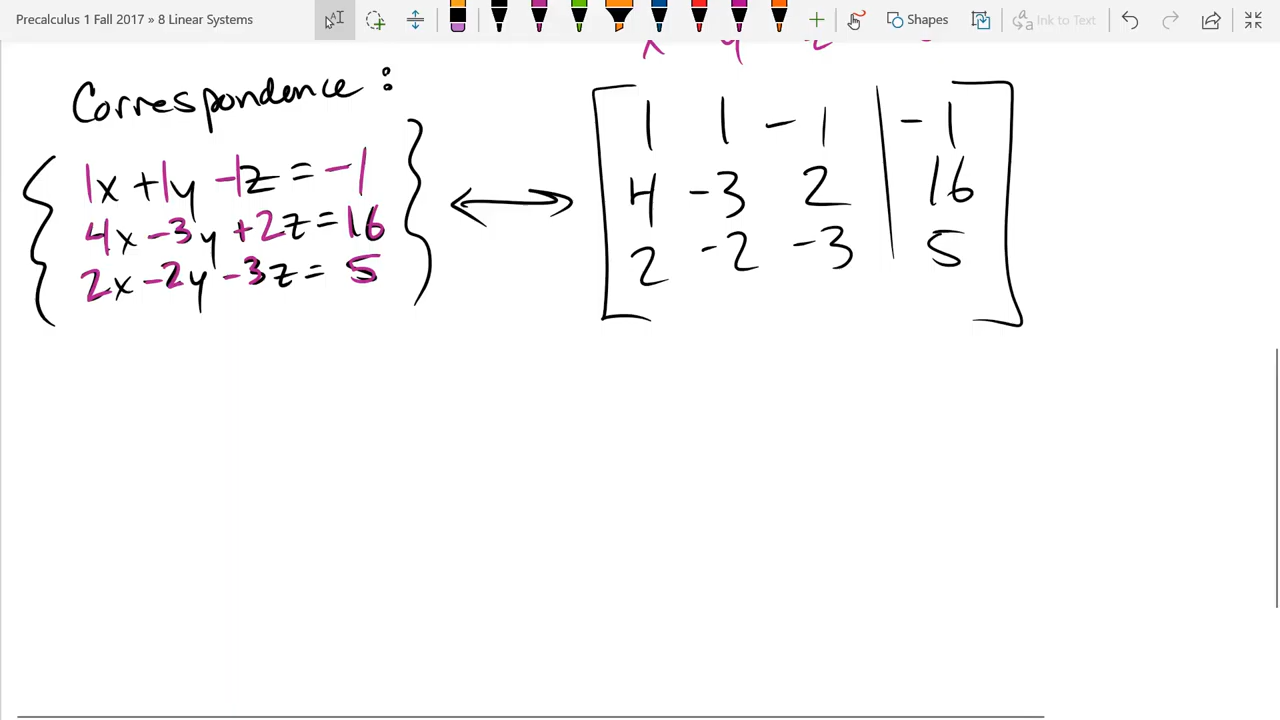 Precalculus 1 Fall 2017 » 8 Linear Systems
Shapes
Ink to Text
Correspondence:
1x + 1y - 1z = -1
4x - 3y + 2z = 16
2x - 2y - 3z = 5
1 1 -1 | -1
4 -3 2 | 16
2 -2 -3 | 5